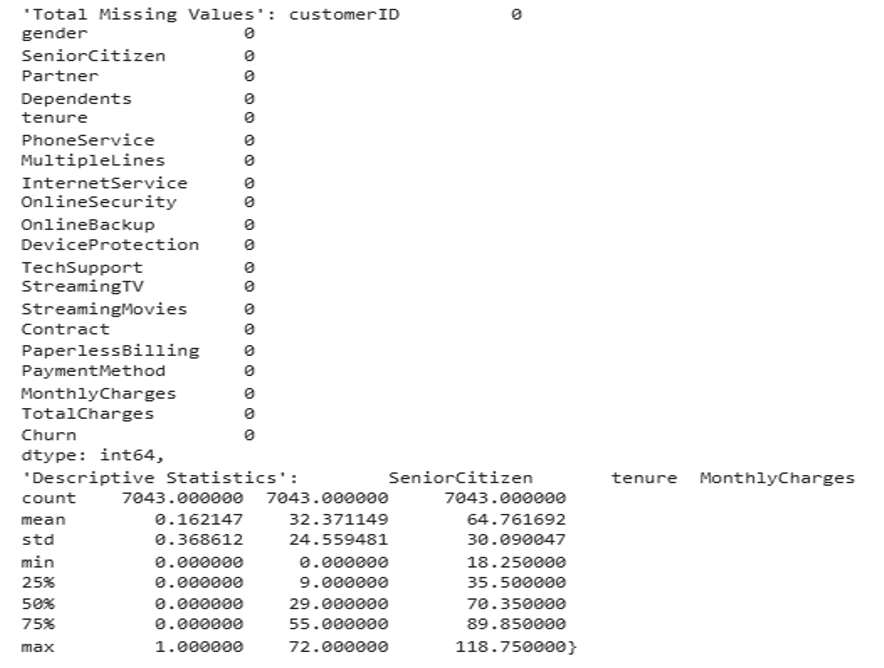 'Total Missing Values': customerID          0
gender              0
SeniorCitizen       0
Partner             0
Dependents          0
tenure              0
PhoneService        0
MultipleLines       0
InternetService     0
OnlineSecurity      0
OnlineBackup        0
DeviceProtection    0
TechSupport         0
StreamingTV         0
StreamingMovies     0
Contract            0
PaperlessBilling    0
PaymentMethod       0
MonthlyCharges      0
TotalCharges        0
Churn               0
dtype: int64,
'Descriptive Statistics':        SeniorCitizen       tenure  MonthlyCharges
count    7043.000000  7043.000000     7043.000000
mean        0.162147    32.371149       64.761692
std         0.368612    24.559481       30.090047
min         0.000000     0.000000       18.250000
25%         0.000000     9.000000       35.500000
50%         0.000000    29.000000       70.350000
75%         0.000000    55.000000       89.850000
max         1.000000    72.000000      118.750000}